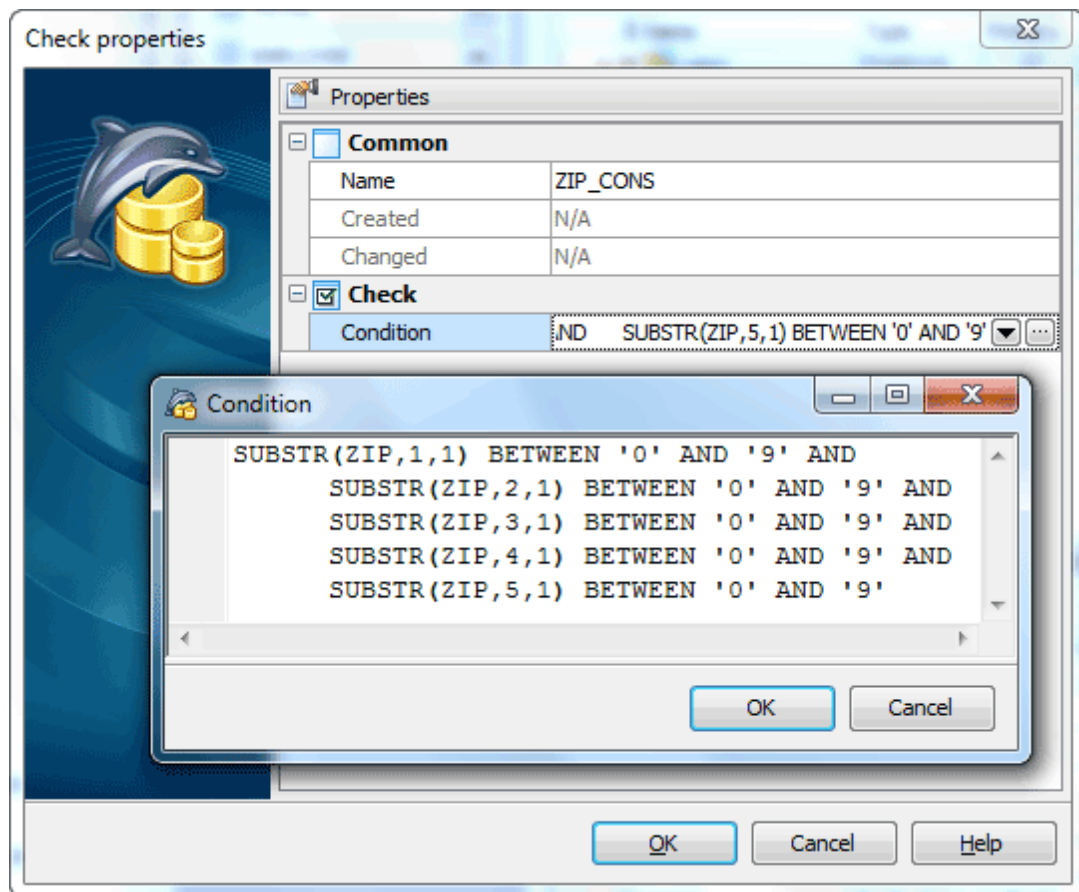 Check properties
Properties
Common
Name ZIP_CONS
Created N/A
Changed N/A
Check
Condition ND SUBSTR(ZIP,5,1) BETWEEN '0' AND '9'
Condition
SUBSTR(ZIP,1,1) BETWEEN '0' AND '9' AND
SUBSTR(ZIP,2,1) BETWEEN '0' AND '9' AND
SUBSTR(ZIP,3,1) BETWEEN '0' AND '9' AND
SUBSTR(ZIP,4,1) BETWEEN '0' AND '9' AND
SUBSTR(ZIP,5,1) BETWEEN '0' AND '9'
OK Cancel
OK Cancel Help